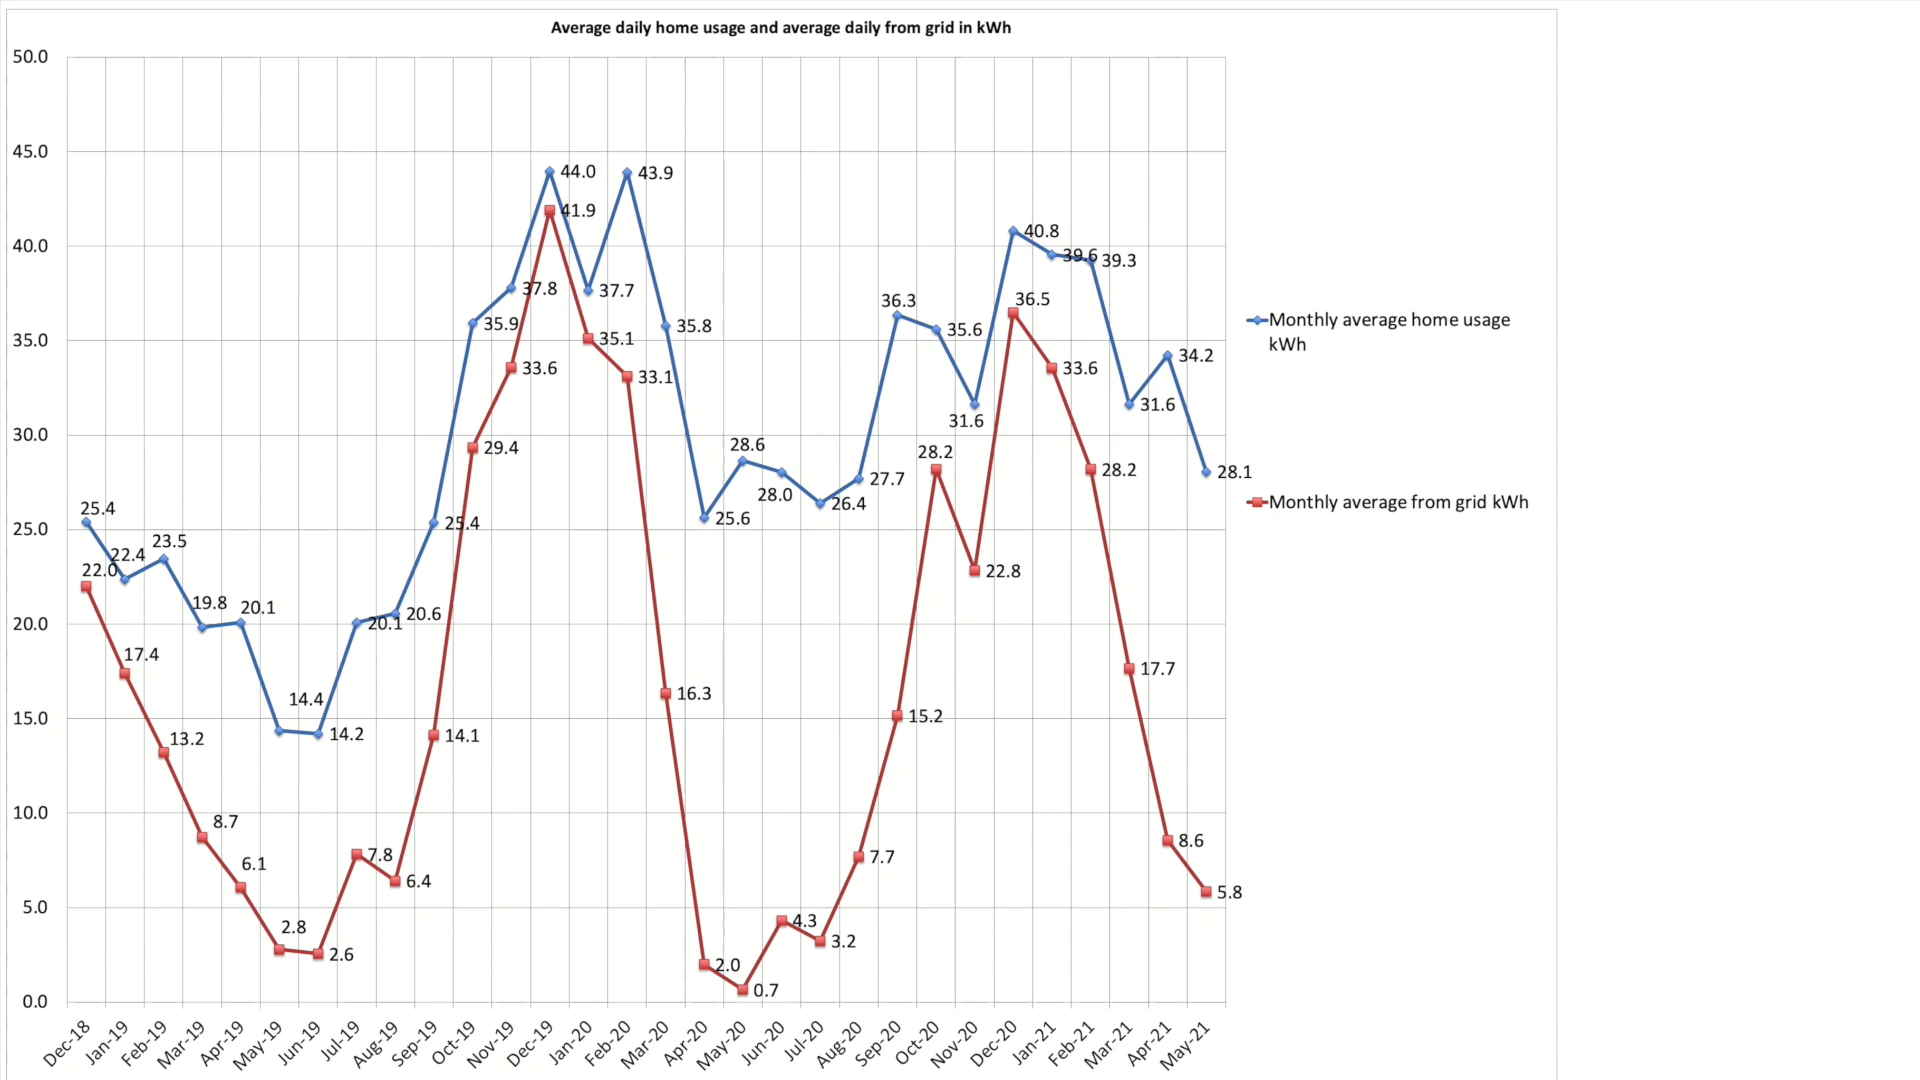 Average daily home usage and average daily from grid in kWh
50.0
45.0
40.0
35.0
30.0
25.0
20.0
15.0
10.0
5.0
0.0
25.4
22.4
23.5
19.8
20.1
14.4
14.2
20.1
20.6
25.4
35.9
37.8
44.0
37.7
43.9
35.8
25.6
28.6
28.0
26.4
27.7
36.3
35.6
31.6
40.8
39.6
39.3
31.6
34.2
28.1
22.0
17.4
13.2
8.7
6.1
2.8
2.6
7.8
6.4
14.1
29.4
33.6
41.9
35.1
33.1
16.3
2.0
0.7
4.3
3.2
7.7
15.2
28.2
22.8
36.5
33.6
28.2
17.7
8.6
5.8
Monthly average home usage
kWh
Monthly average from grid kWh
Dec-18
Jan-19
Feb-19
Mar-19
Apr-19
May-19
Jun-19
Jul-19
Aug-19
Sep-19
Oct-19
Nov-19
Dec-19
Jan-20
Feb-20
Mar-20
Apr-20
May-20
Jun-20
Jul-20
Aug-20
Sep-20
Oct-20
Nov-20
Dec-20
Jan-21
Feb-21
Mar-21
Apr-21
May-21